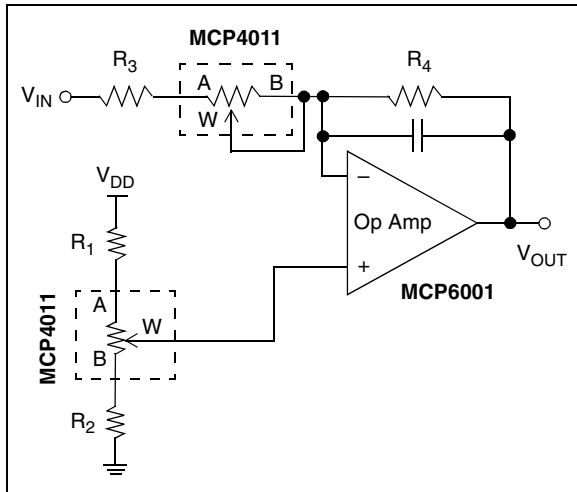 MCP4011
R3
R4
A
B
W
VIN
VDD
−
Op Amp
+
VOUT
MCP6001
R1
MCP4011
A
W
B
R2